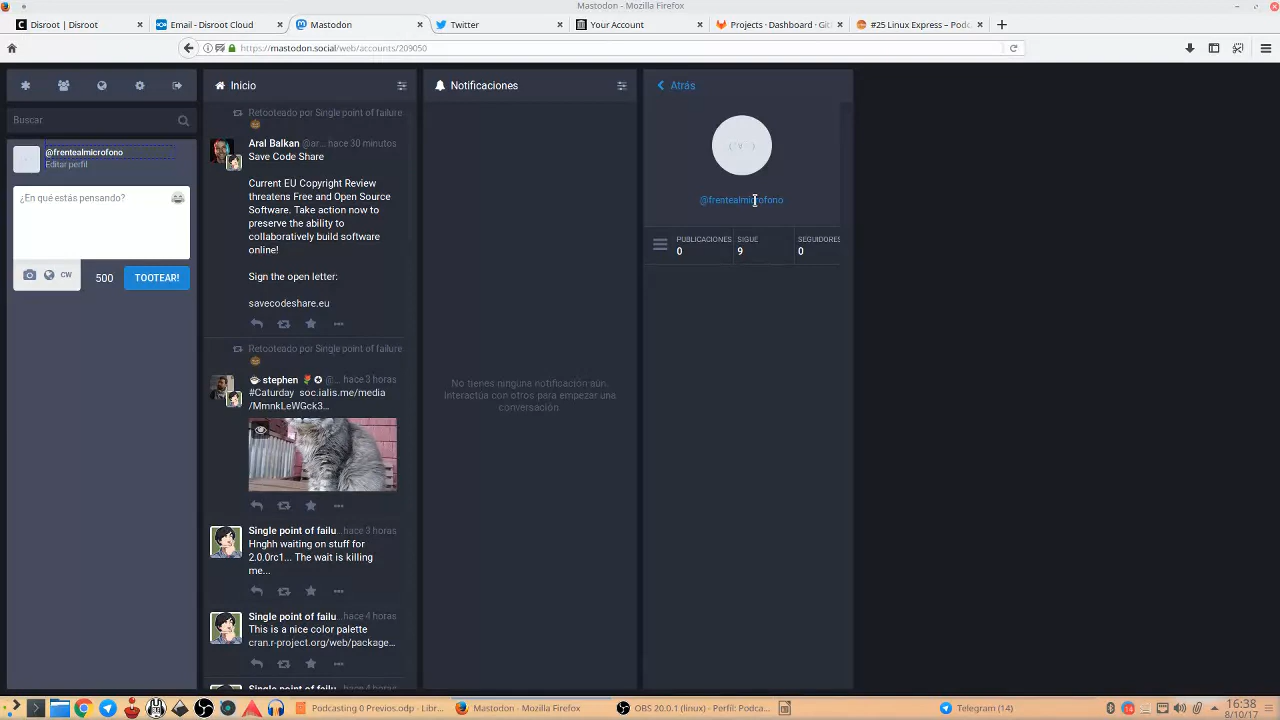 Mastodon - Mozilla Firefox
Disroot | Disroot
Email - Disroot Cloud
Mastodon
Twitter
Your Account
Projects · Dashboard · Git
#25 Linux Express – Podc
https://mastodon.social/web/accounts/209050
Buscar
@frentealmicrofono
Editar perfil
¿En qué estás pensando?
CW
500
TOOTEAR!
Inicio
Retooteado por Single point of failure
Aral Balkan @ar... hace 30 minutos
Save Code Share
Current EU Copyright Review
threatens Free and Open Source
Software. Take action now to
preserve the ability to
collaboratively build software
online!
Sign the open letter:
savecodeshare.eu
Retooteado por Single point of failure
stephen @... hace 3 horas
#Caturday soc.ialis.me/media
/MmnkLeWGck3...
Single point of failu... hace 3 horas
Hnghh waiting on stuff for
2.0.0rc1... The wait is killing
me...
Single point of failu... hace 4 horas
This is a nice color palette
cran.r-project.org/web/package...
Single point of failu... hace 4 horas
Notificaciones
No tienes ninguna notificación aún.
Interactúa con otros para empezar una
conversación.
Atrás
@frentealmicrofono
PUBLICACIONES
0
SIGUE
9
SEGUIDORES
0
Podcasting 0 Previos.odp - Libr...
Mastodon - Mozilla Firefox
OBS 20.0.1 (linux) - Perfil: Podca...
Telegram (14)
14
16:38
8/10/17